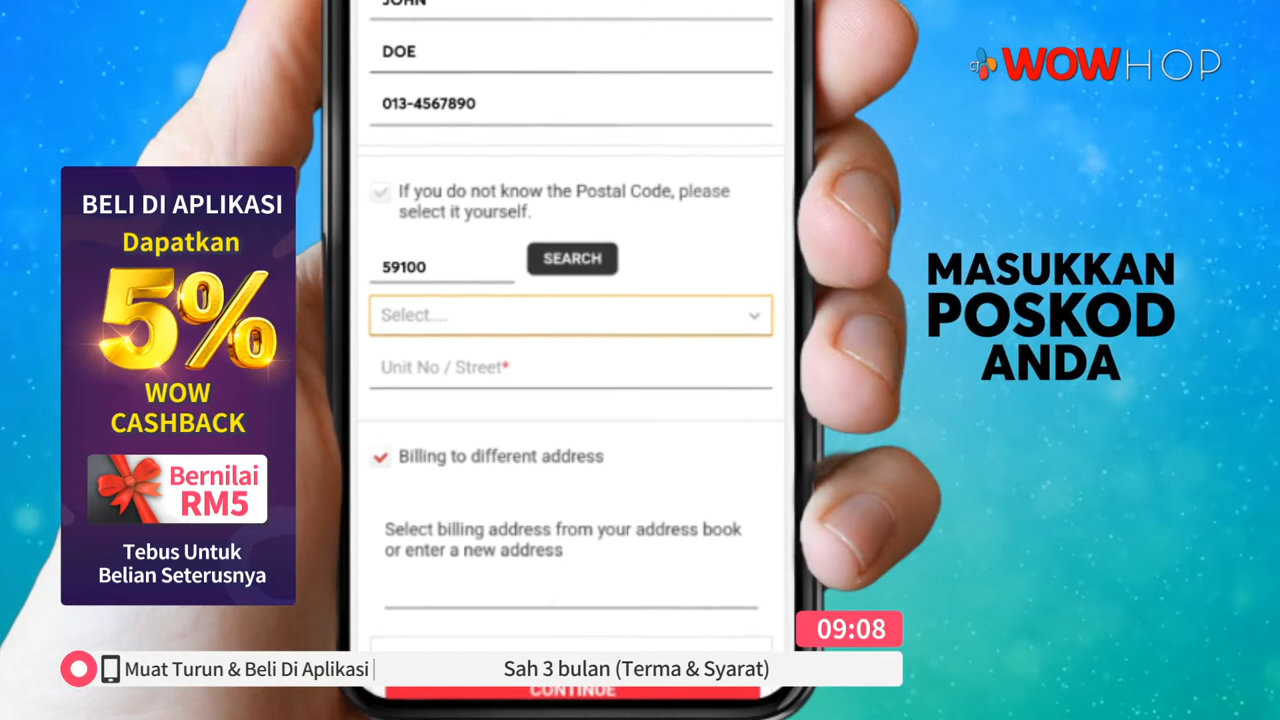 JOHN
DOE
013-4567890
If you do not know the Postal Code, please
select it yourself.
59100
SEARCH
Select....
Unit No / Street*
Billing to different address
Select billing address from your address book
or enter a new address
CONTINUE
BELI DI APLIKASI
Dapatkan
5%
WOW
CASHBACK
Bernilai
RM5
Tebus Untuk
Belian Seterusnya
CJ WOWHOP
MASUKKAN
POSKOD
ANDA
09:08
Muat Turun & Beli Di Aplikasi
Sah 3 bulan (Terma & Syarat)